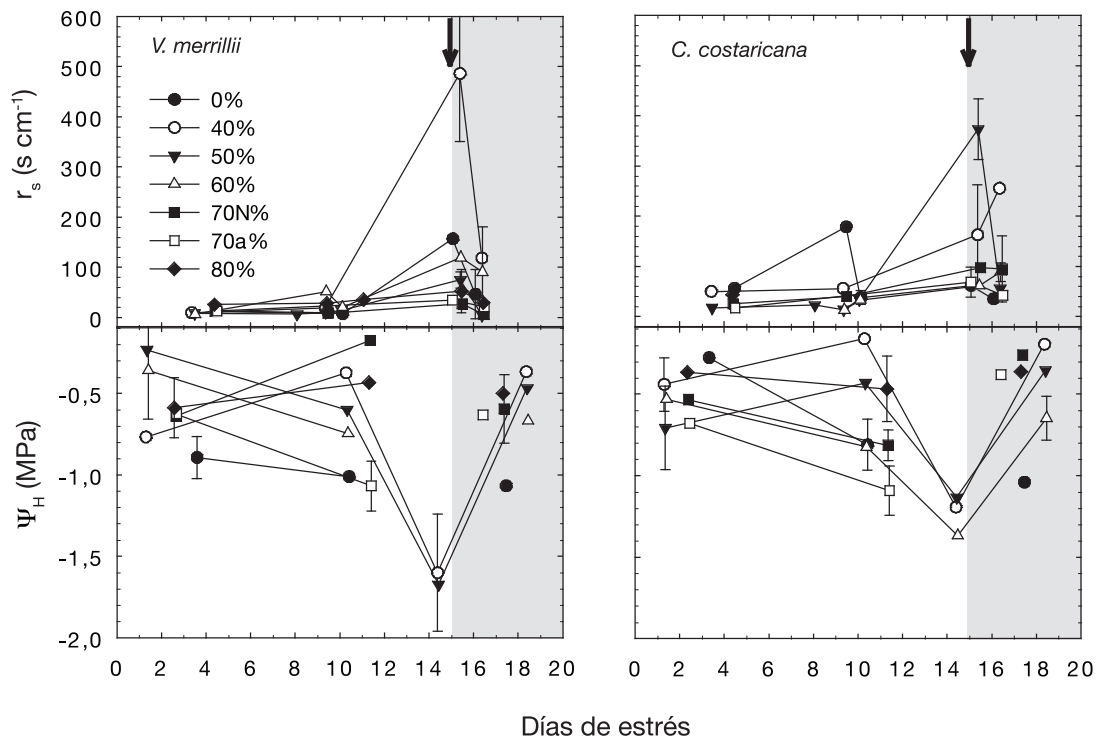 600
500
400
300
200
100
0
r_s (s cm⁻¹)
V. merrillii
0%
40%
50%
60%
70N%
70a%
80%
C. costaricana
-0,5
-1,0
-1,5
-2,0
Ψ_H (MPa)
0 2 4 6 8 10 12 14 16 18 20
0 2 4 6 8 10 12 14 16 18 20
Días de estrés